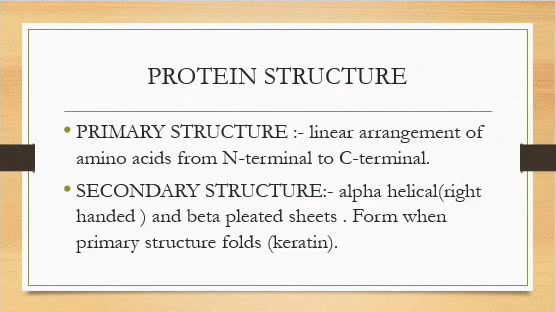 PROTEIN STRUCTURE
• PRIMARY STRUCTURE :- linear arrangement of
amino acids from N-terminal to C-terminal.
• SECONDARY STRUCTURE:- alpha helical(right
handed ) and beta pleated sheets . Form when
primary structure folds (keratin).